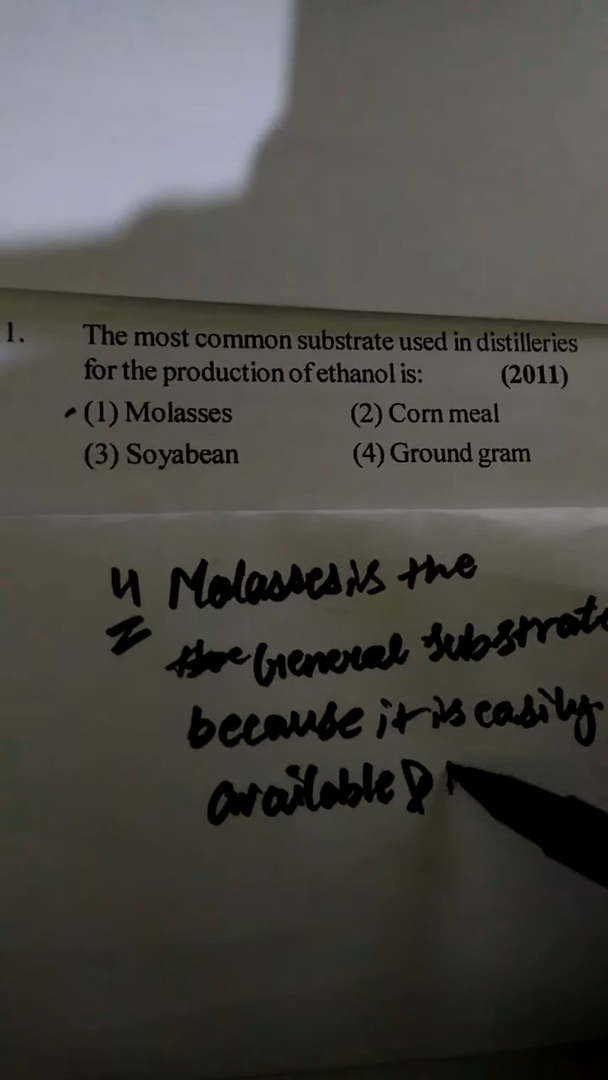 1. The most common substrate used in distilleries
for the production of ethanol is: (2011)
(1) Molasses (2) Corn meal
(3) Soyabean (4) Ground gram
Molasses is the
General substrate
because it is easily
available &